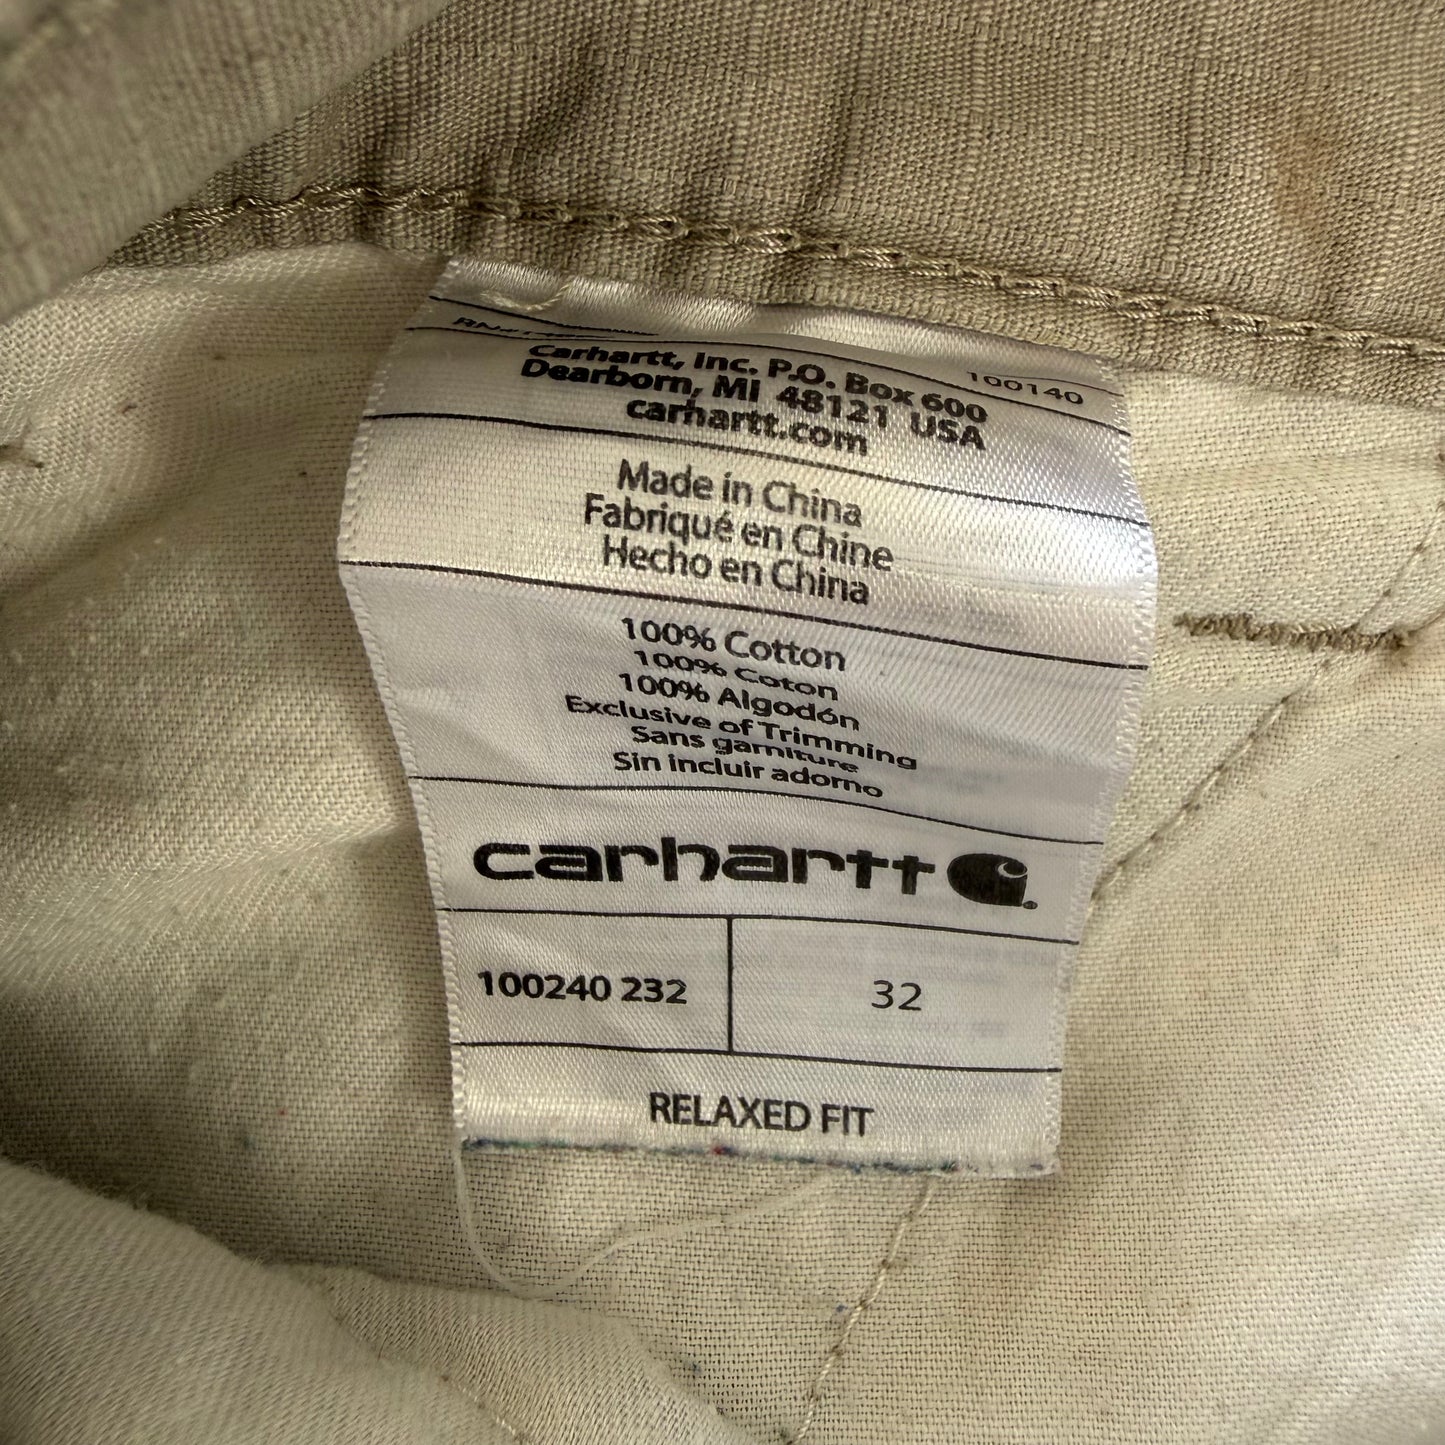 100140
Carhartt, Inc. P.O. Box 600
Dearborn, MI 48121 USA
carhartt.com
Made in China
Fabriqué en Chine
Hecho en China
100% Cotton
100% Coton
100% Algodón
Exclusive of Trimming
Sans garniture
Sin incluir adorno
carhartt
100240 232
32
RELAXED FIT